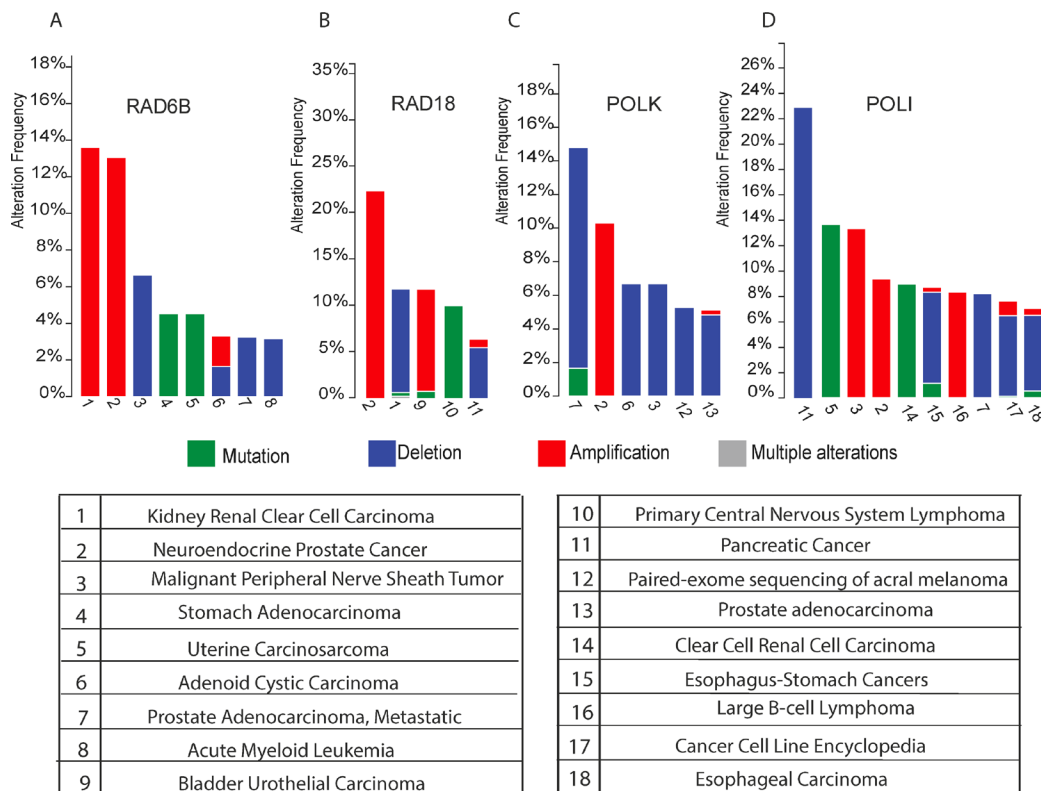 A
B
C
D
RAD6B
Alteration Frequency
18%
16%
14%
12%
10%
8%
6%
4%
2%
0%
1 2 3 4 5 6 7 8
RAD18
Alteration Frequency
35%
30%
25%
20%
15%
10%
5%
0%
2 1 9 10 11
POLK
Alteration Frequency
18%
16%
14%
12%
10%
8%
6%
4%
2%
0%
7 2 6 3 12 13
POLI
Alteration Frequency
26%
24%
22%
20%
18%
16%
14%
12%
10%
8%
6%
4%
2%
0%
11 5 3 2 14 15 16 7 17 18
Mutation Deletion Amplification Multiple alterations
1 Kidney Renal Clear Cell Carcinoma
2 Neuroendocrine Prostate Cancer
3 Malignant Peripheral Nerve Sheath Tumor
4 Stomach Adenocarcinoma
5 Uterine Carcinosarcoma
6 Adenoid Cystic Carcinoma
7 Prostate Adenocarcinoma, Metastatic
8 Acute Myeloid Leukemia
9 Bladder Urothelial Carcinoma
10 Primary Central Nervous System Lymphoma
11 Pancreatic Cancer
12 Paired-exome sequencing of acral melanoma
13 Prostate adenocarcinoma
14 Clear Cell Renal Cell Carcinoma
15 Esophagus-Stomach Cancers
16 Large B-cell Lymphoma
17 Cancer Cell Line Encyclopedia
18 Esophageal Carcinoma